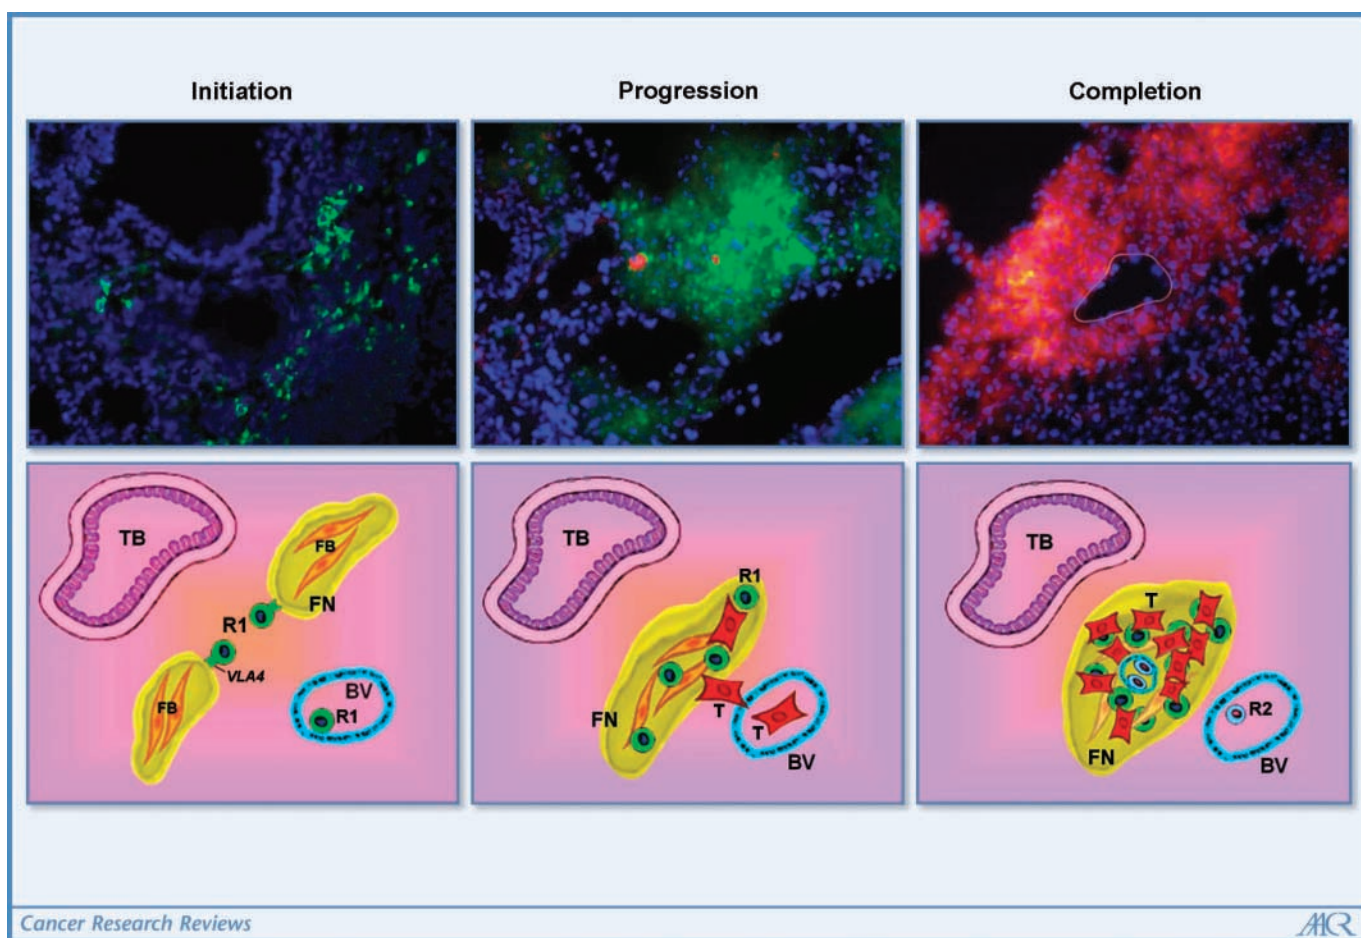 Initiation
Progression
Completion
TB
FB
FN
R1
VLA4
FB
BV
R1
TB
R1
FN
T
T
BV
TB
T
R2
FN
BV
Cancer Research Reviews
AACR